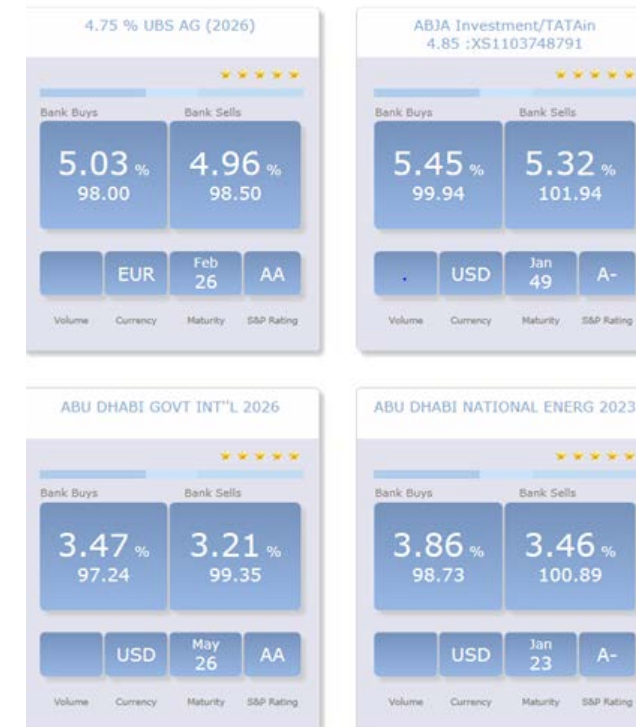 4.75 % UBS AG (2026)
Bank Buys Bank Sells
5.03 % 4.96 %
98.00 98.50
EUR Feb 26 AA
Volume Currency Maturity S&P Rating
ABJA Investment/TATAin
4.85 :XS1103748791
Bank Buys Bank Sells
5.45 % 5.32 %
99.94 101.94
. USD Jan 49 A-
Volume Currency Maturity S&P Rating
ABU DHABI GOVT INT"L 2026
Bank Buys Bank Sells
3.47 % 3.21 %
97.24 99.35
USD May 26 AA
Volume Currency Maturity S&P Rating
ABU DHABI NATIONAL ENERG 2023
Bank Buys Bank Sells
3.86 % 3.46 %
98.73 100.89
USD Jan 23 A-
Volume Currency Maturity S&P Rating